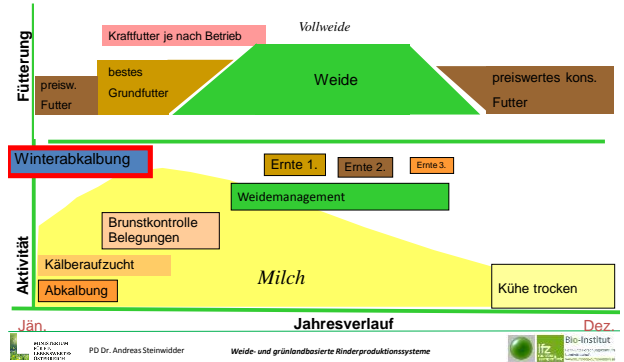 Kraftfutter je nach Betrieb
Vollweide
Fütterung
preisw.
Futter
bestes
Grundfutter
Weide
preiswertes kons.
Futter
Winterabkalbung
Ernte 1.
Ernte 2.
Ernte 3.
Weidemanagement
Brunstkontrolle
Belegungen
Aktivität
Kälberaufzucht
Milch
Abkalbung
Kühe trocken
Jän.
Jahresverlauf
Dez.
PD Dr. Andreas Steinwidder
Weide- und grünlandbasierte Rinderproduktionssysteme
lfz
Bio-Institut